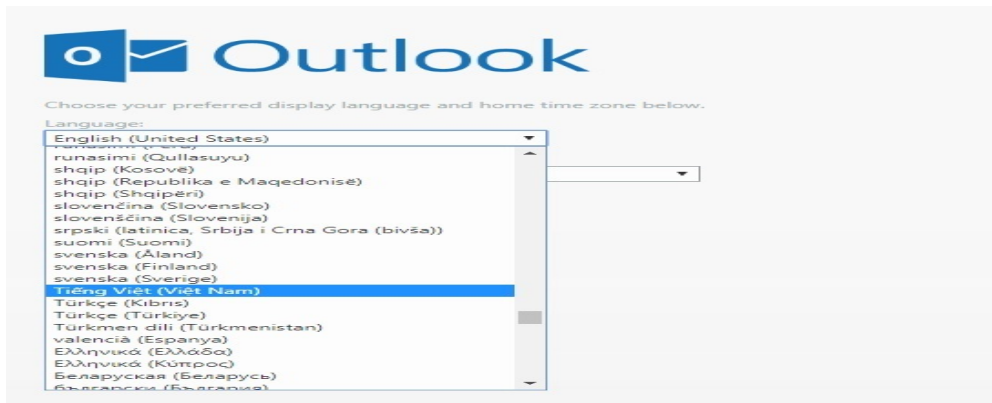 Outlook
Choose your preferred display language and home time zone below.
Language:
English (United States)
runasimi (Qullasuyu)
shqip (Kosovë)
shqip (Republika e Maqedonisë)
shqip (Shqipëri)
slovenčina (Slovensko)
slovenščina (Slovenija)
srpski (latinica, Srbija i Crna Gora (bivša))
suomi (Suomi)
svenska (Åland)
svenska (Finland)
svenska (Sverige)
Tiếng Việt (Việt Nam)
Türkçe (Kıbrıs)
Türkçe (Türkiye)
Türkmen dili (Türkmenistan)
valencià (Espanya)
Ελληνικά (Ελλάδα)
Ελληνικά (Κύπρος)
Беларуская (Беларусь)